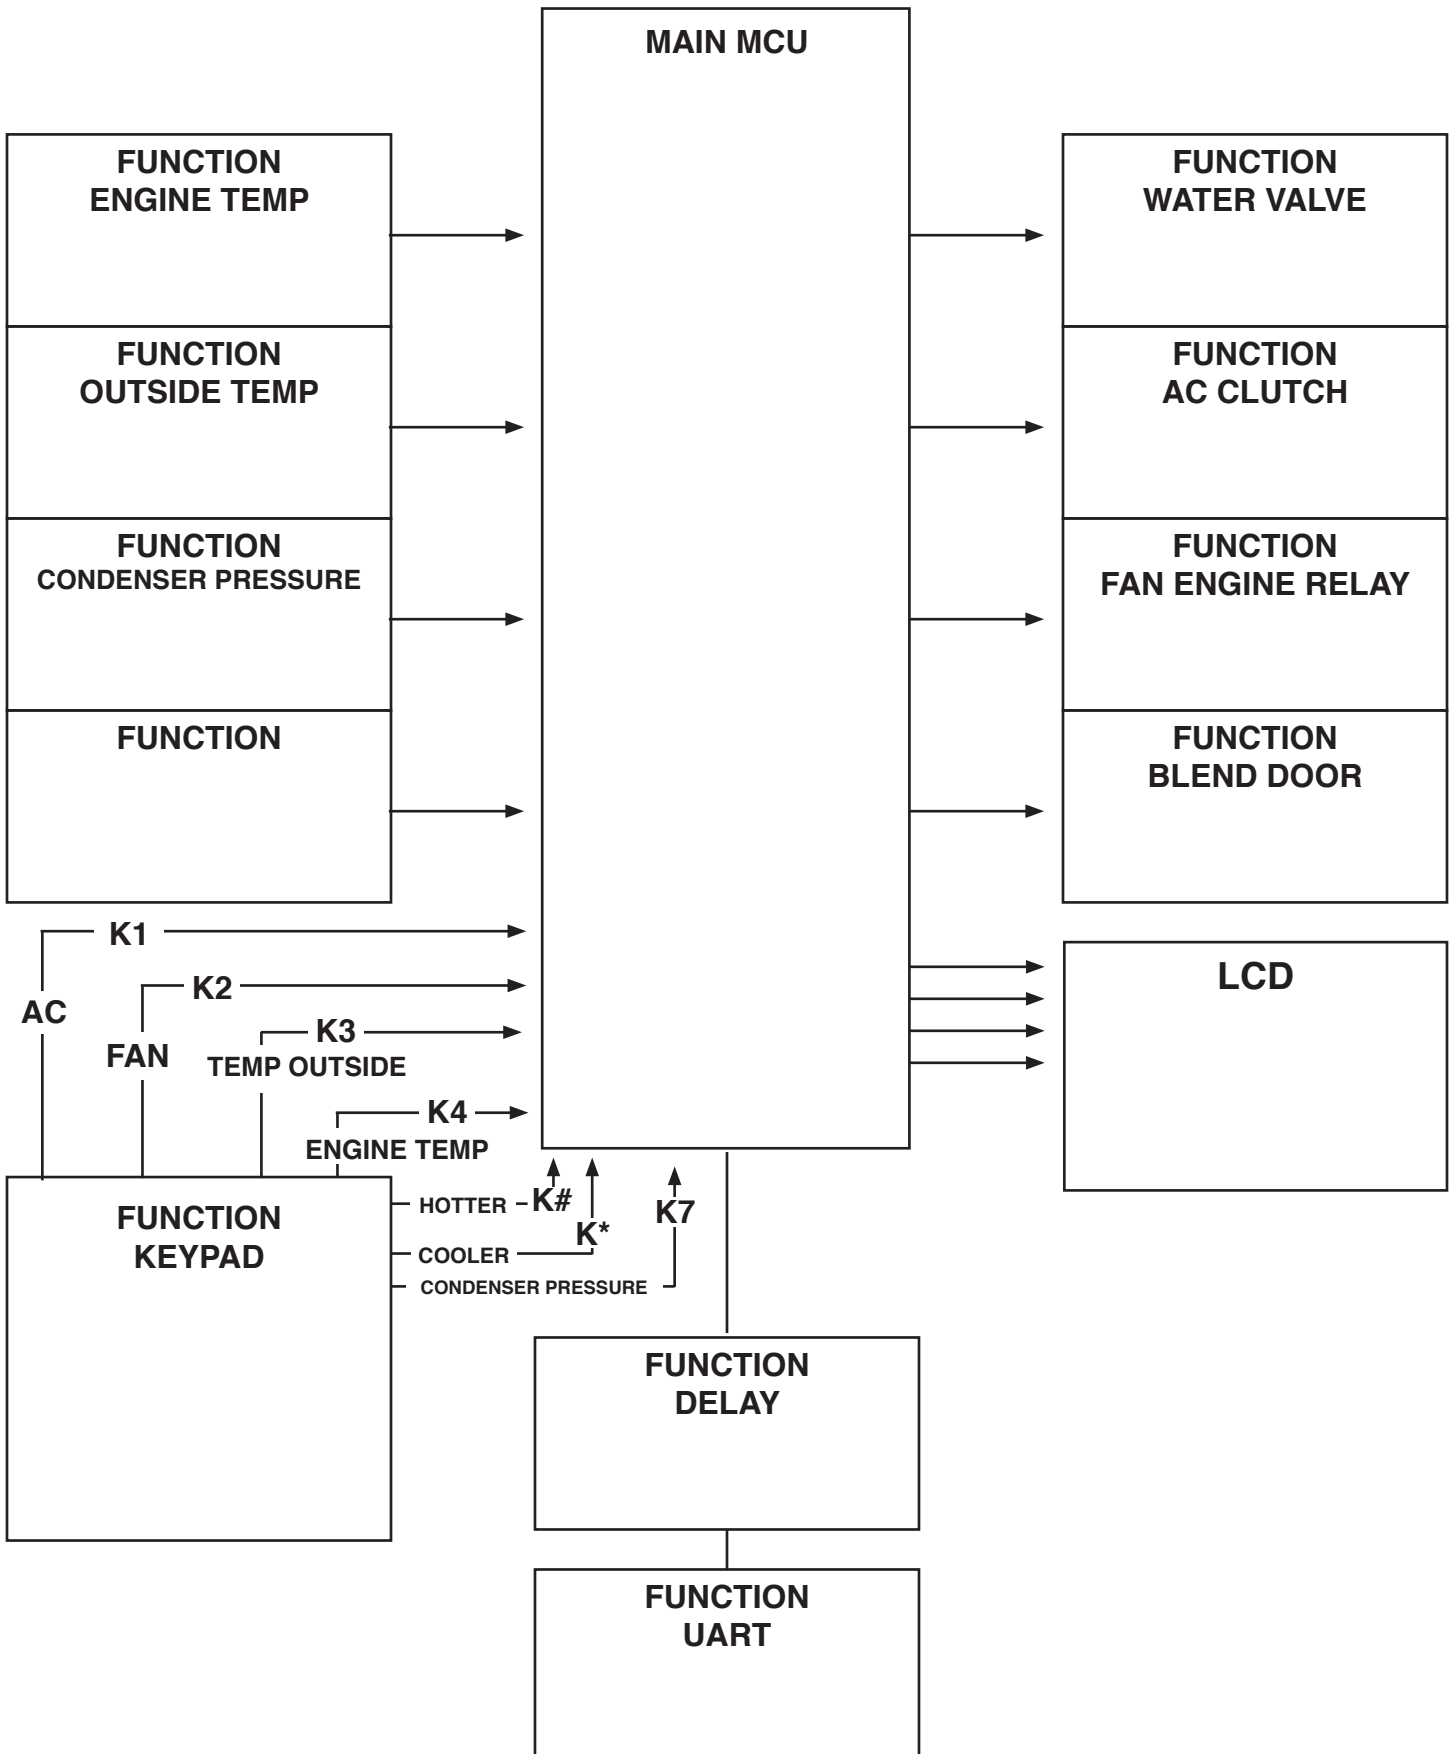 MAIN MCU
FUNCTION
ENGINE TEMP
FUNCTION
OUTSIDE TEMP
FUNCTION
CONDENSER PRESSURE
FUNCTION
FUNCTION
WATER VALVE
FUNCTION
AC CLUTCH
FUNCTION
FAN ENGINE RELAY
FUNCTION
BLEND DOOR
K1
AC
K2
FAN
K3
TEMP OUTSIDE
K4
ENGINE TEMP
LCD
FUNCTION
KEYPAD
HOTTER
K#
COOLER
K*
CONDENSER PRESSURE
K7
FUNCTION
DELAY
FUNCTION
UART